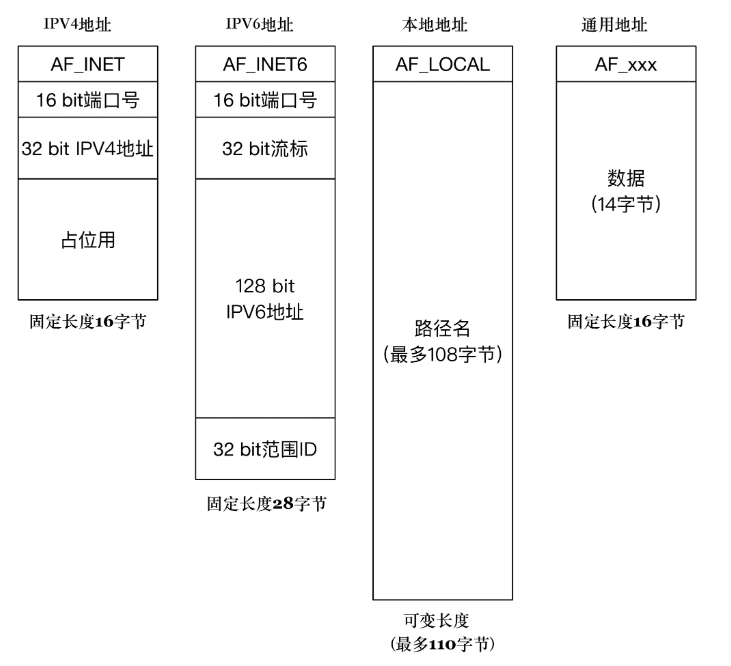 IPV4地址
AF_INET
16 bit端口号
32 bit IPV4地址
占位用
固定长度16字节
IPV6地址
AF_INET6
16 bit端口号
32 bit流标
128 bit
IPV6地址
32 bit范围ID
固定长度28字节
本地地址
AF_LOCAL
路径名
(最多108字节)
可变长度
(最多110字节)
通用地址
AF_xxx
数据
(14字节)
固定长度16字节